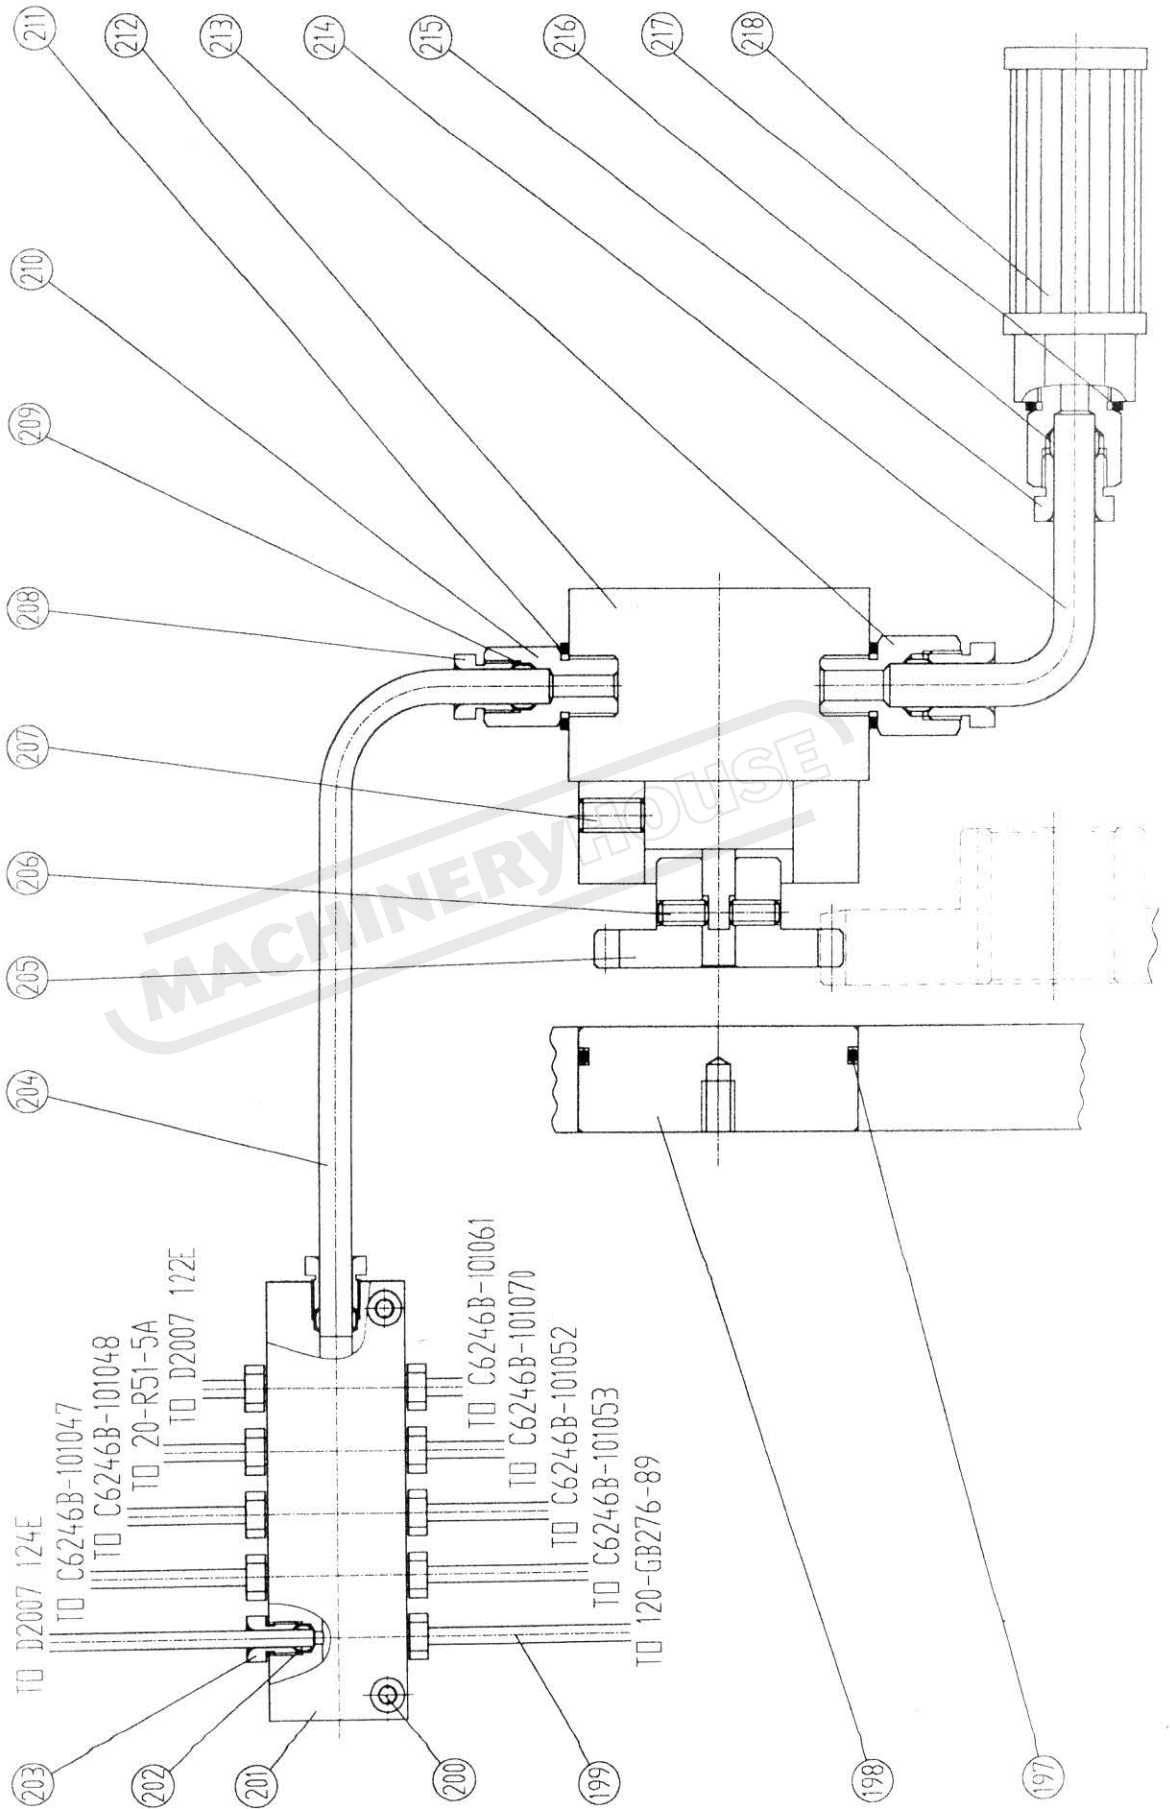 211
212
213
214
215
216
217
218
210
209
208
207
206
205
204
203
202
201
200
199
198
197
TO D2007 124E
TO C6246B-101047
TO C6246B-101048
TO 20-R51-5A
TO D2007 122E
TO C6246B-101061
TO C6246B-101070
TO C6246B-101052
TO C6246B-101053
TO 120-GB276-89
MACHINERYHOUSE